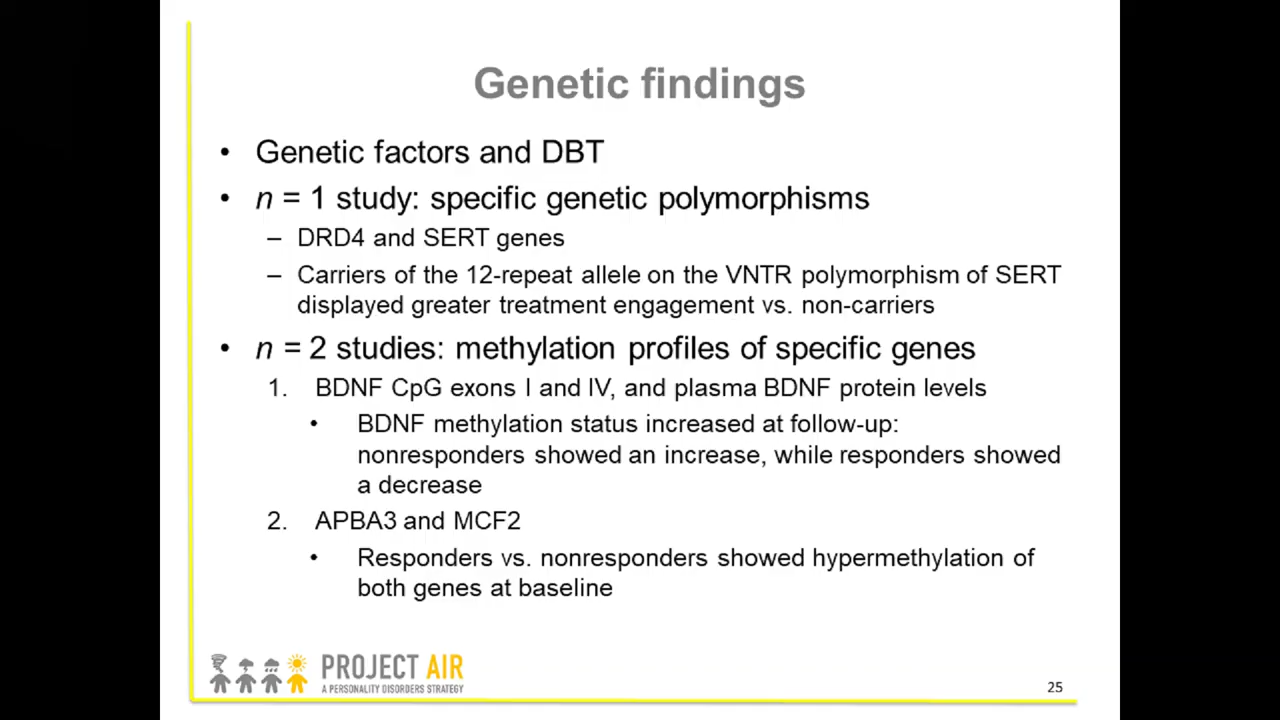 Genetic findings
• Genetic factors and DBT
• n = 1 study: specific genetic polymorphisms
– DRD4 and SERT genes
– Carriers of the 12-repeat allele on the VNTR polymorphism of SERT
displayed greater treatment engagement vs. non-carriers
• n = 2 studies: methylation profiles of specific genes
1. BDNF CpG exons I and IV, and plasma BDNF protein levels
• BDNF methylation status increased at follow-up:
nonresponders showed an increase, while responders showed
a decrease
2. APBA3 and MCF2
• Responders vs. nonresponders showed hypermethylation of
both genes at baseline
PROJECT AIR
A PERSONALITY DISORDERS STRATEGY
25